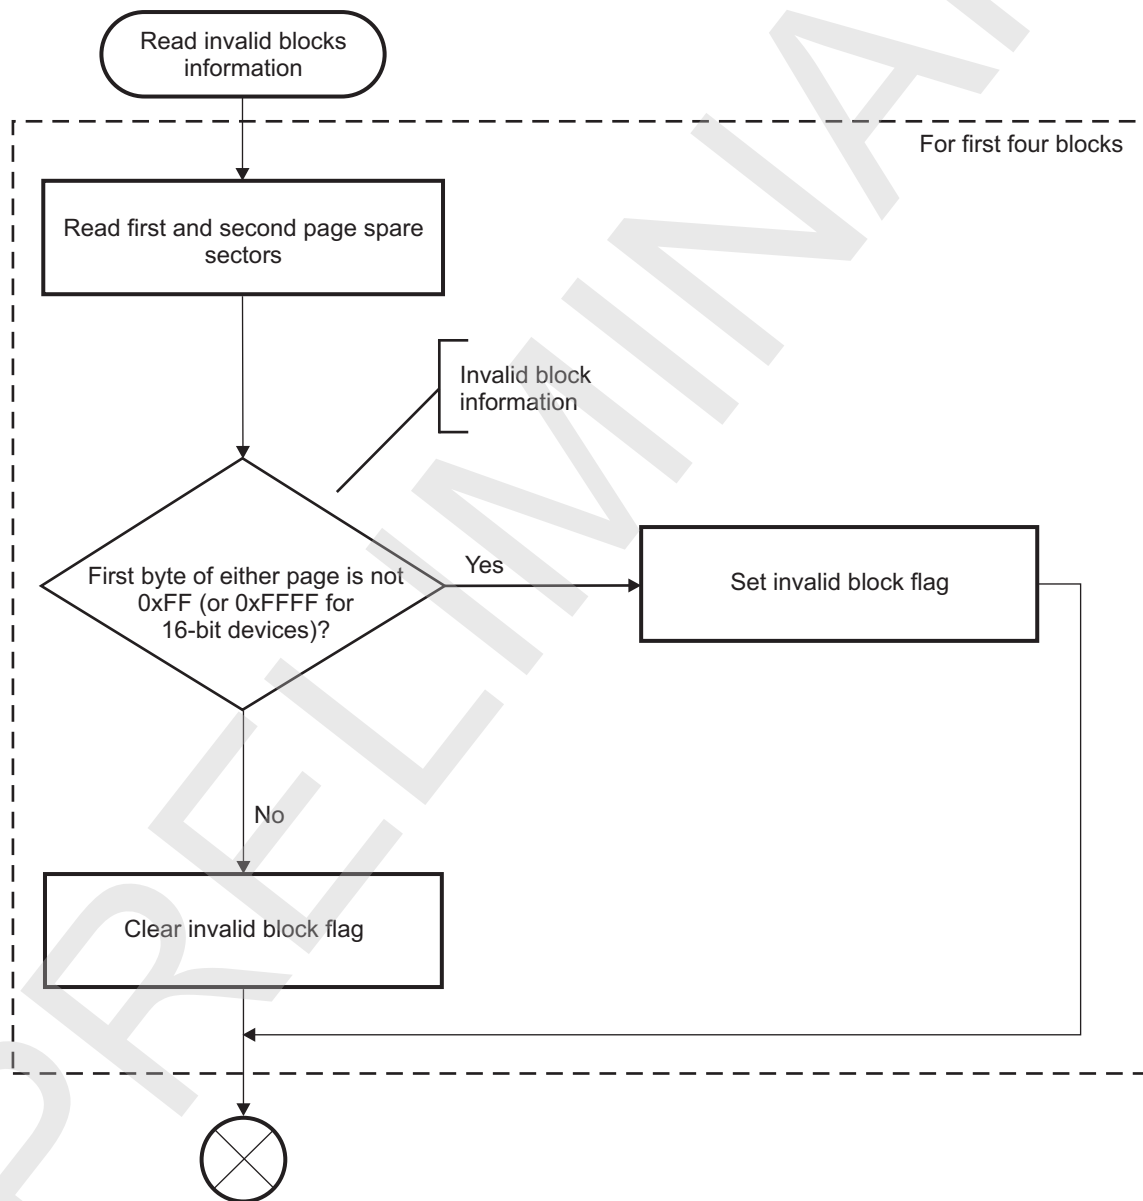 Read invalid blocks
information
For first four blocks
Read first and second page spare
sectors
Invalid block
information
First byte of either page is not
0xFF (or 0xFFFF for
16-bit devices)?
Yes
Set invalid block flag
No
Clear invalid block flag
PRELIMINA